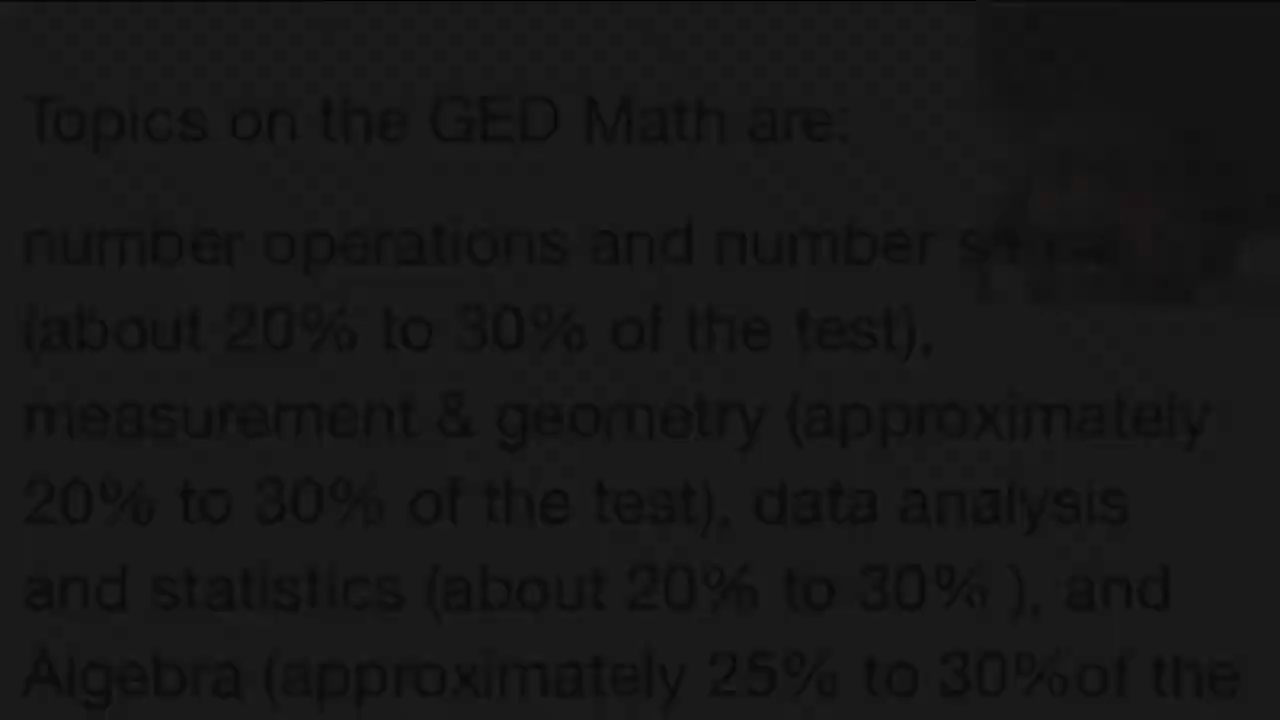 Topics on the GED Math are:
number operations and number
(about 20% to 30% of the test),
measurement & geometry (approximately
20% to 30% of the test), data analysis
and statistics (about 20% to 30% ), and
Algebra (approximately 25% to 30%of the